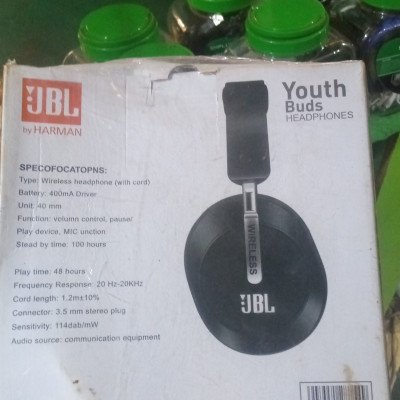 JBL
by HARMAN
Youth
Buds
HEADPHONES
SPECOFOCATOPNS:
Type: Wireless headphone (with cord)
Battery: 400mA Driver
Unit: 40 mm
Function: volumn control, pause/
Play device, MIC unction
Stead by time: 100 hours
Play time: 48 hours
Frequency Response: 20 Hz-20KHz
Cord length: 1.2m±10%
Connector: 3.5 mm stereo plug
Sensitivity: 114dab/mW
Audio source: communication equipment
WIRELESS
JBL